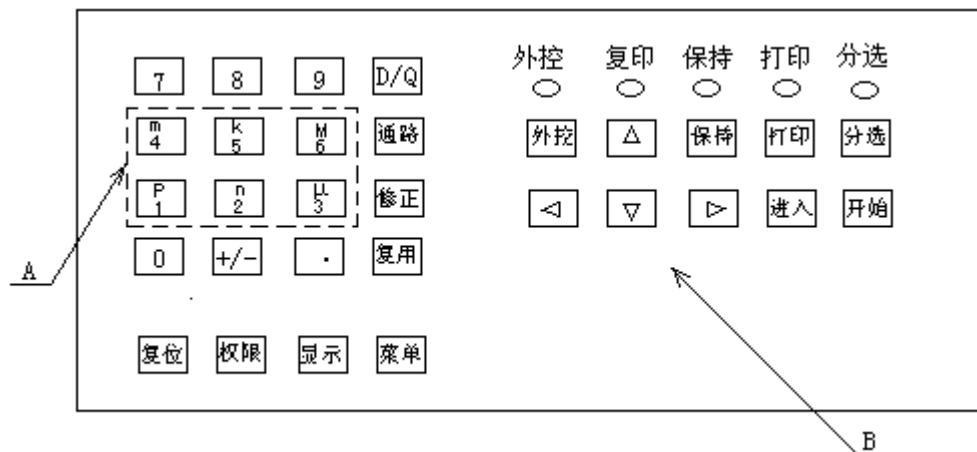 外控 复印 保持 打印 分选
7 8 9 D/Q
m k M
4 5 6 通路 外控 △ 保持 打印 分选
P n μ
1 2 3 修正 ◁ ▽ ▷ 进入 开始
0 +/- . 复用
A
复位 权限 显示 菜单
B